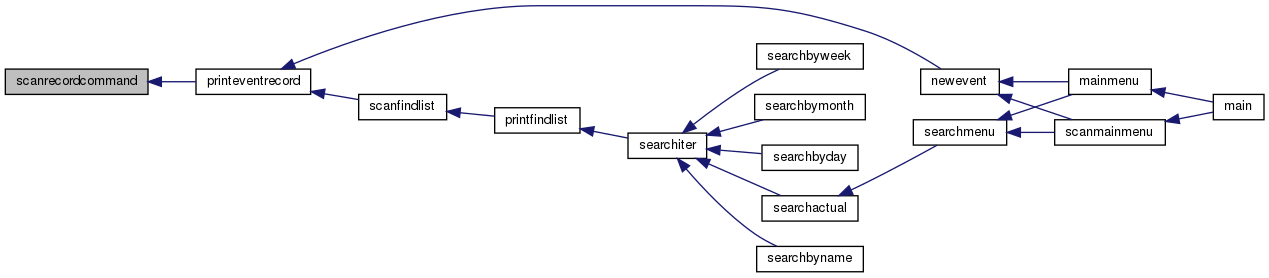 scanrecordcommand
printeventrecord
scanfindlist
printfindlist
searchiter
searchbyweek
searchbymonth
searchbyday
searchactual
searchbyname
newevent
searchmenu
mainmenu
scanmainmenu
main